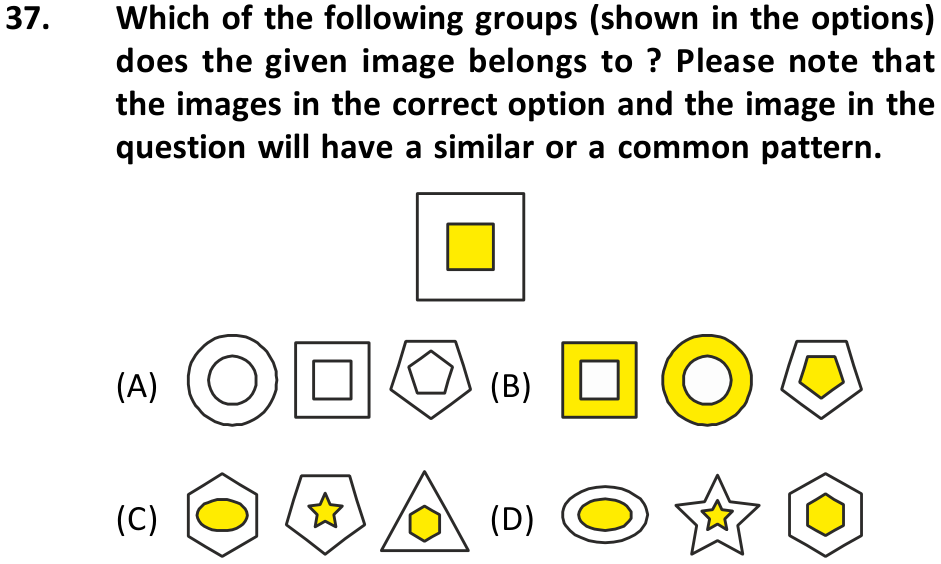 37. Which of the following groups (shown in the options)
does the given image belongs to ? Please note that
the images in the correct option and the image in the
question will have a similar or a common pattern.
(A) (B)
(C) (D)